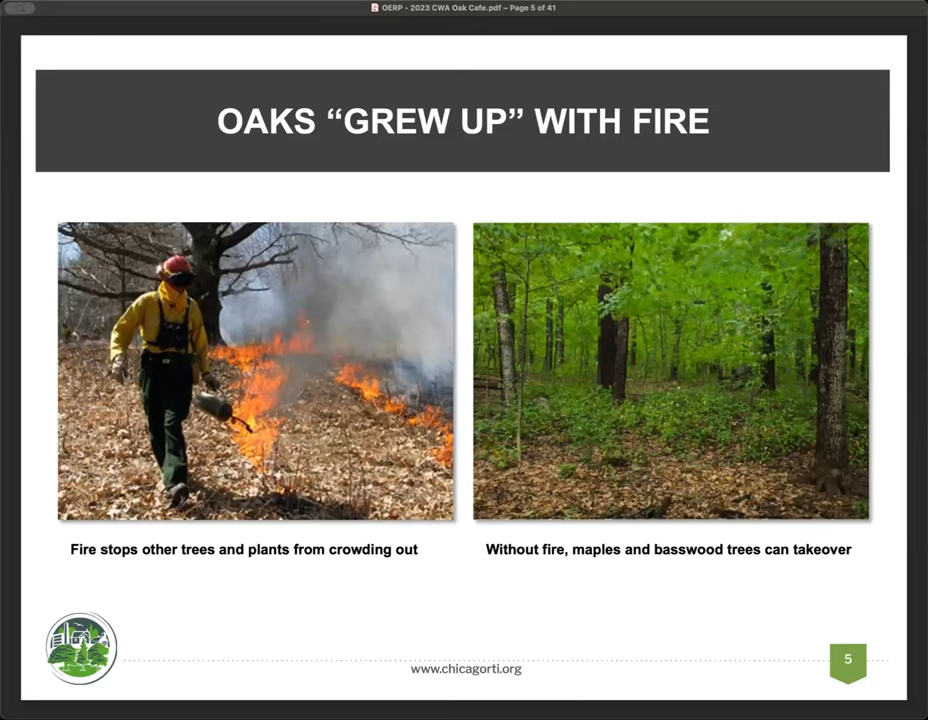 OERP - 2023 CWA Oak Cafe.pdf – Page 5 of 41
OAKS “GREW UP” WITH FIRE
Fire stops other trees and plants from crowding out
Without fire, maples and basswood trees can takeover
www.chicagorti.org
5